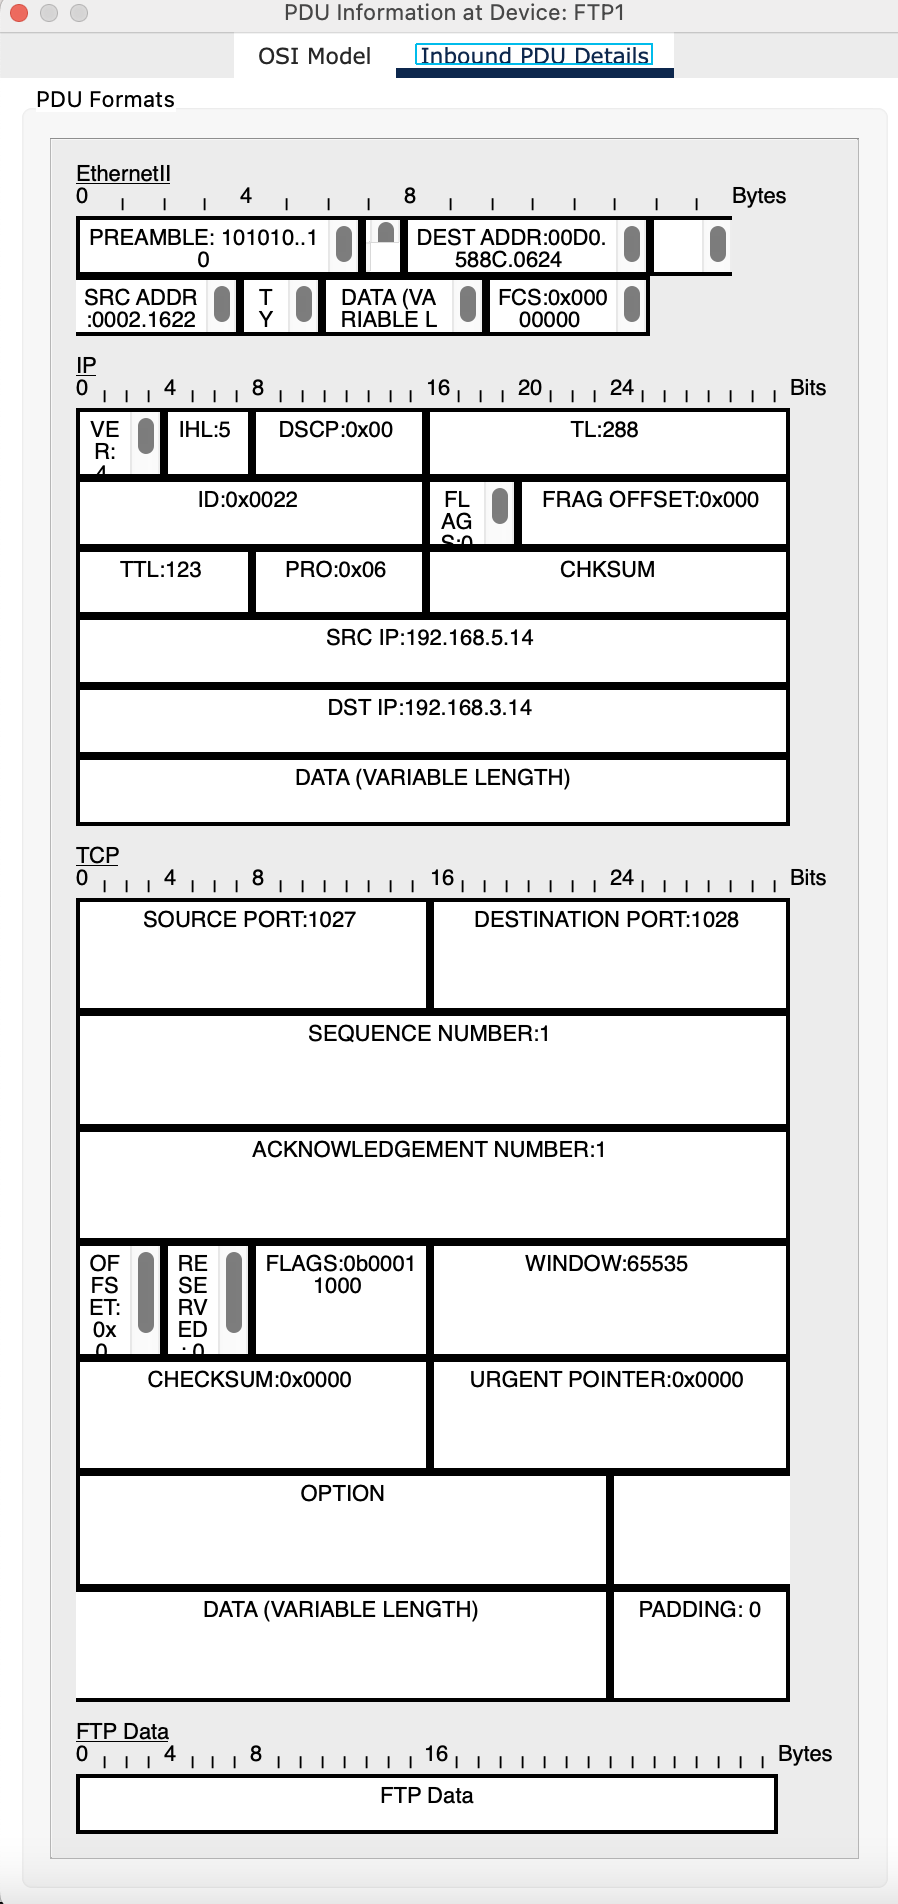 PDU Information at Device: FTP1
OSI Model Inbound PDU Details
PDU Formats
EthernetII
0 4 8 Bytes
PREAMBLE: 101010..1
0
DEST ADDR:00D0.
588C.0624
SRC ADDR
:0002.1622
T
Y
DATA (VA
RIABLE L
FCS:0x000
00000
IP
0 4 8 16 20 24 Bits
VE
R:
4
IHL:5
DSCP:0x00
TL:288
ID:0x0022
FL
AG
S:0
FRAG OFFSET:0x000
TTL:123
PRO:0x06
CHKSUM
SRC IP:192.168.5.14
DST IP:192.168.3.14
DATA (VARIABLE LENGTH)
TCP
0 4 8 16 24 Bits
SOURCE PORT:1027
DESTINATION PORT:1028
SEQUENCE NUMBER:1
ACKNOWLEDGEMENT NUMBER:1
OF
FS
ET:
0x
0
RE
SE
RV
ED
: 0
FLAGS:0b0001
1000
WINDOW:65535
CHECKSUM:0x0000
URGENT POINTER:0x0000
OPTION
DATA (VARIABLE LENGTH)
PADDING: 0
FTP Data
0 4 8 16 Bytes
FTP Data